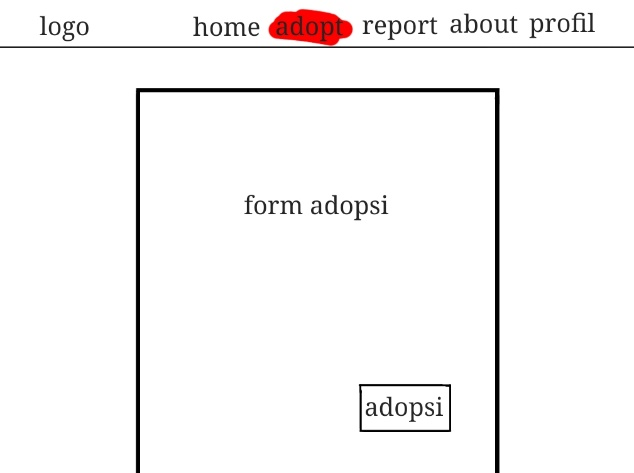 logo home adopt report about profil
form adopsi
adopsi